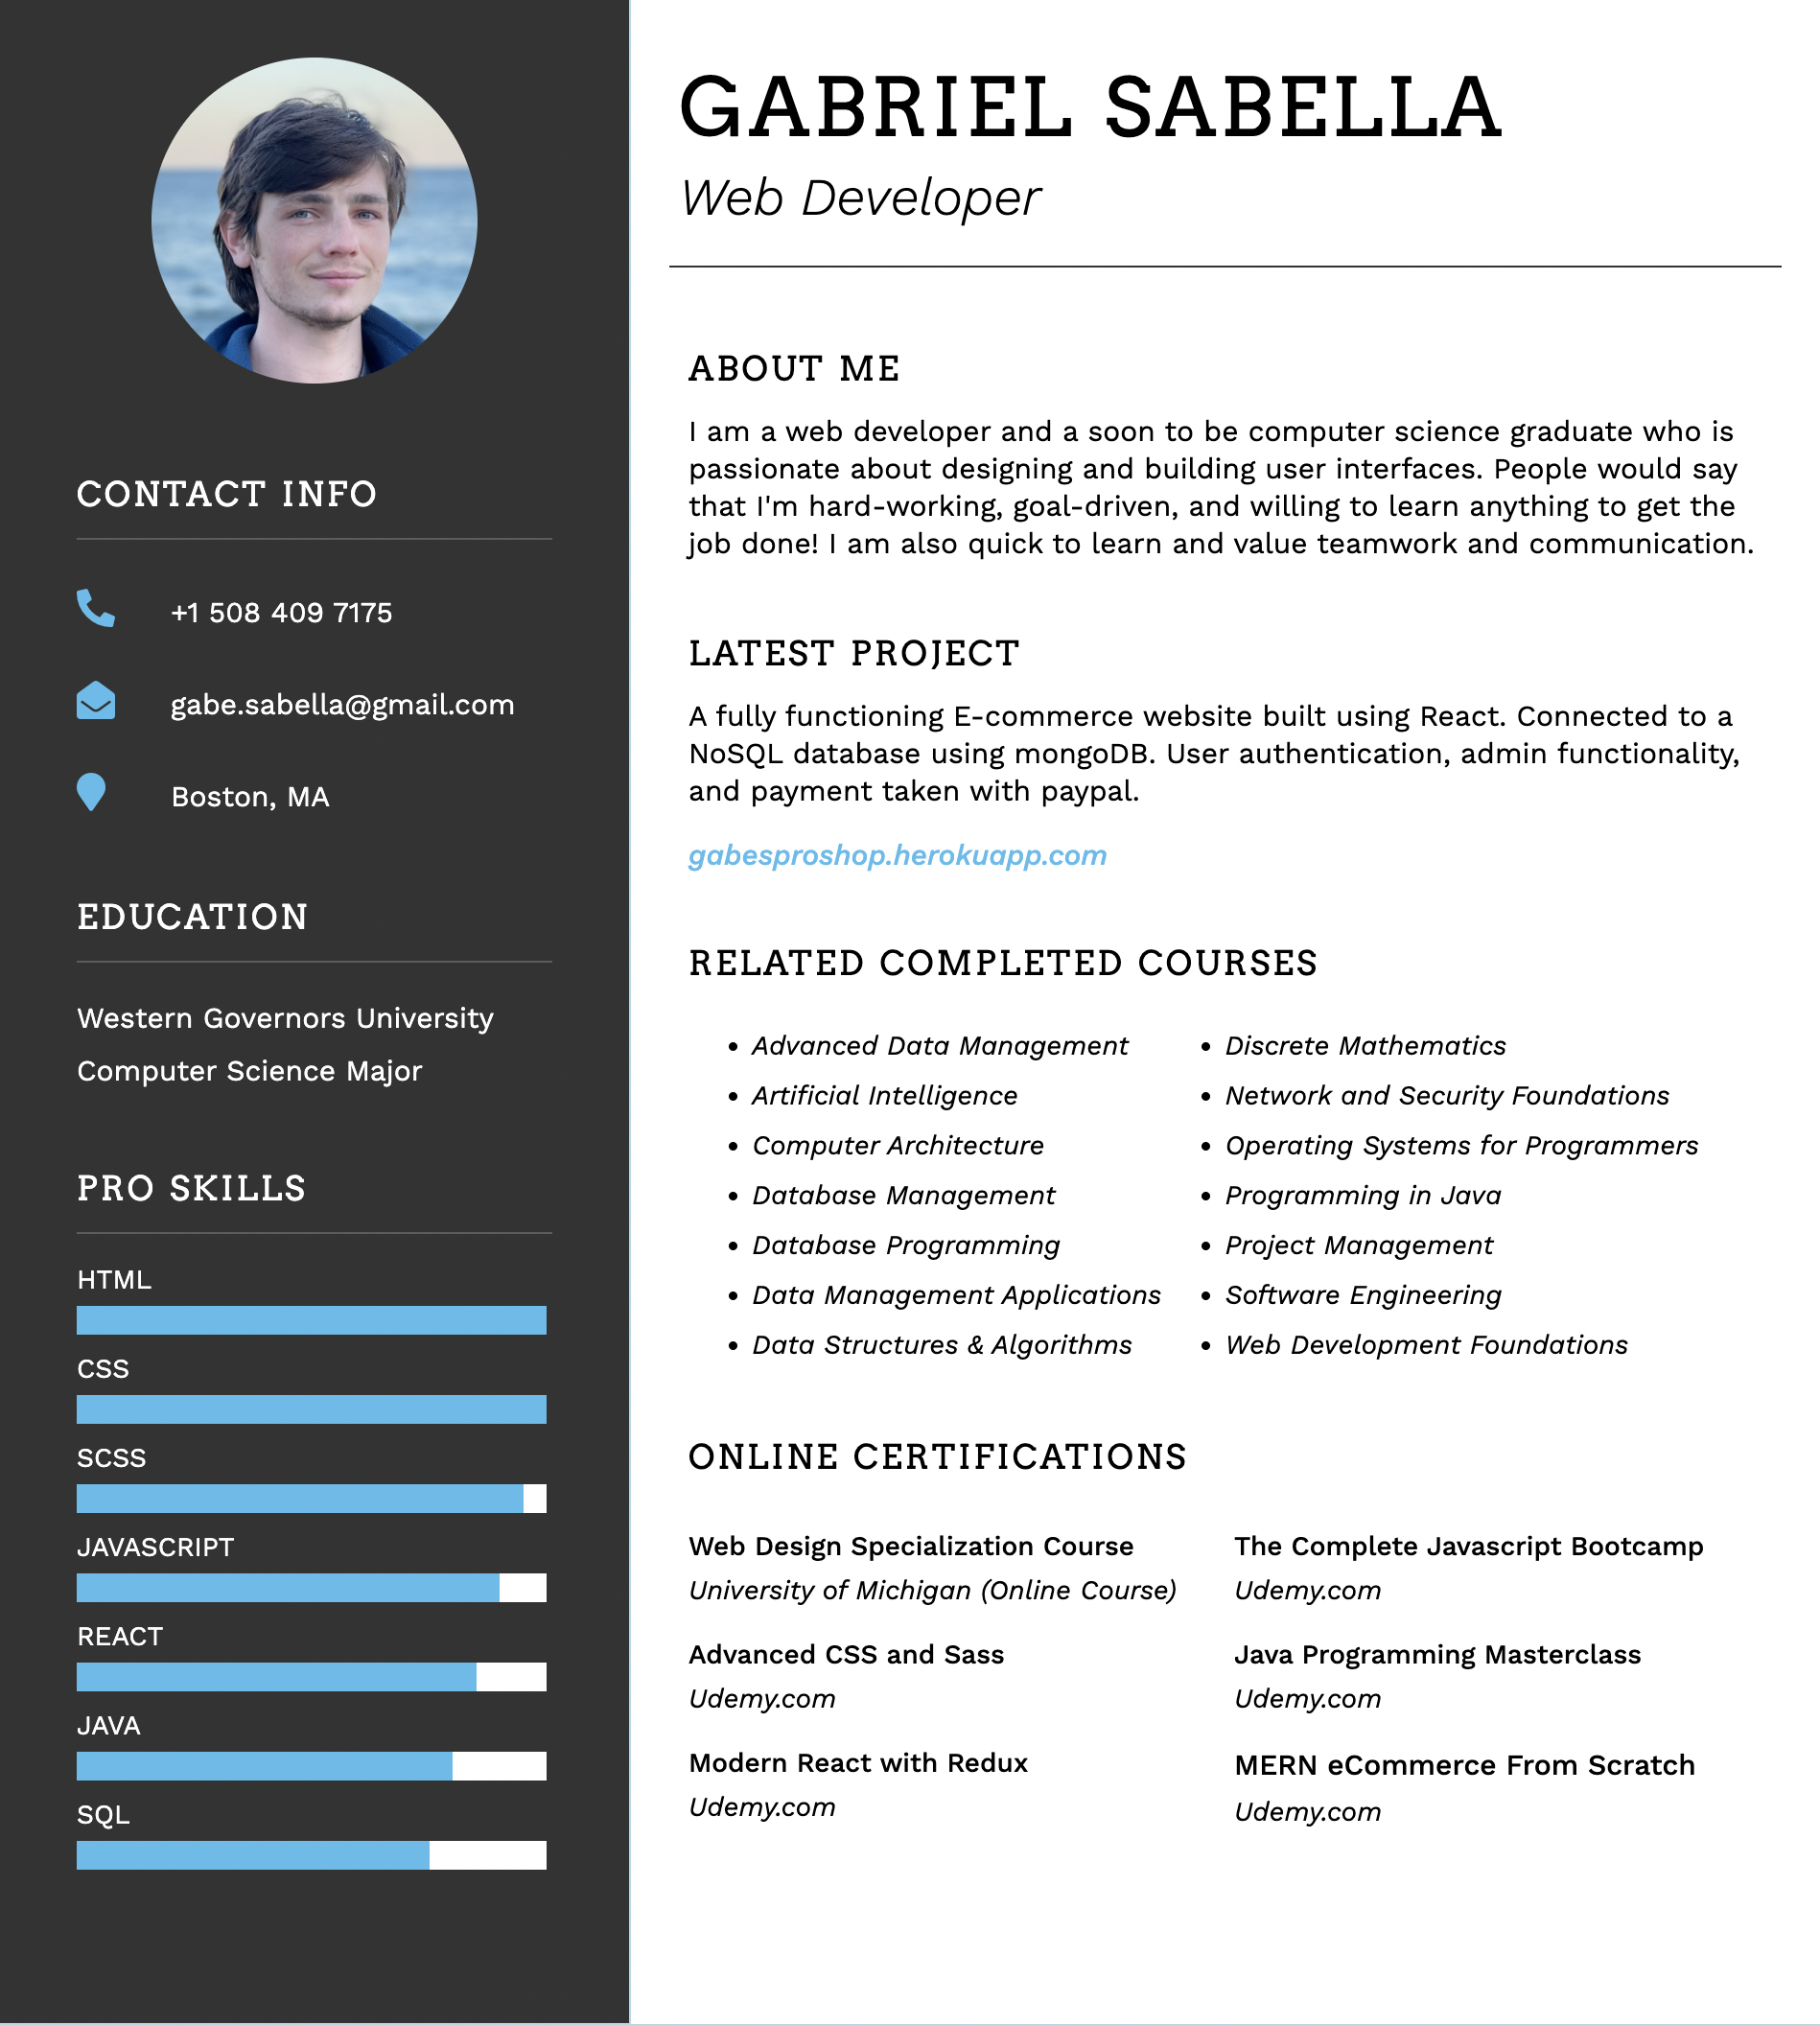 GABRIEL SABELLA
Web Developer
CONTACT INFO
+1 508 409 7175
gabe.sabella@gmail.com
Boston, MA
EDUCATION
Western Governors University
Computer Science Major
PRO SKILLS
HTML
CSS
SCSS
JAVASCRIPT
REACT
JAVA
SQL
ABOUT ME
I am a web developer and a soon to be computer science graduate who is
passionate about designing and building user interfaces. People would say
that I'm hard-working, goal-driven, and willing to learn anything to get the
job done! I am also quick to learn and value teamwork and communication.
LATEST PROJECT
A fully functioning E-commerce website built using React. Connected to a
NoSQL database using mongoDB. User authentication, admin functionality,
and payment taken with paypal.
gabesproshop.herokuapp.com
RELATED COMPLETED COURSES
• Advanced Data Management
• Artificial Intelligence
• Computer Architecture
• Database Management
• Database Programming
• Data Management Applications
• Data Structures & Algorithms
• Discrete Mathematics
• Network and Security Foundations
• Operating Systems for Programmers
• Programming in Java
• Project Management
• Software Engineering
• Web Development Foundations
ONLINE CERTIFICATIONS
Web Design Specialization Course
University of Michigan (Online Course)
Advanced CSS and Sass
Udemy.com
Modern React with Redux
Udemy.com
The Complete Javascript Bootcamp
Udemy.com
Java Programming Masterclass
Udemy.com
MERN eCommerce From Scratch
Udemy.com